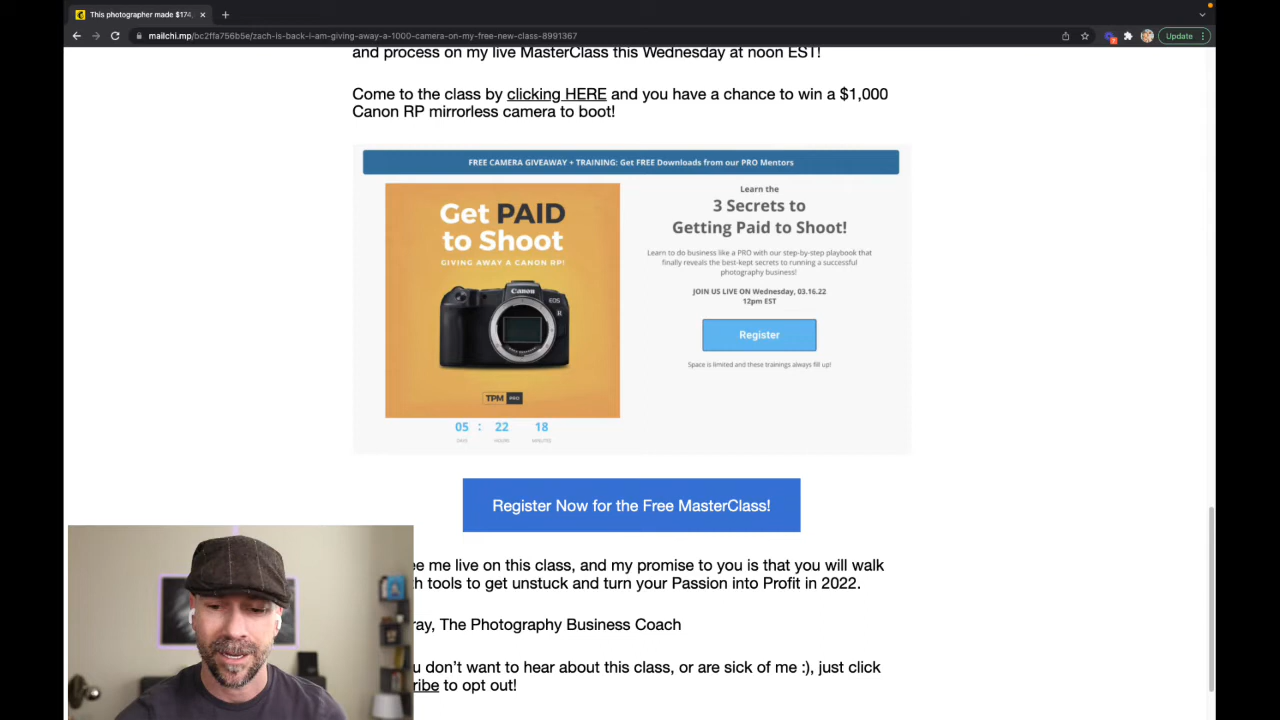 This photographer made $174,
mailchi.mp/bc2ffa756b5e/zach-is-back-i-am-giving-away-a-1000-camera-on-my-free-new-class-8991367
Update
and process on my live MasterClass this Wednesday at noon EST!
Come to the class by clicking HERE and you have a chance to win a $1,000
Canon RP mirrorless camera to boot!
FREE CAMERA GIVEAWAY + TRAINING: Get FREE Downloads from our PRO Mentors
Get PAID
to Shoot
GIVING AWAY A CANON RP!
Canon
EOS
R
TPM PRO
05 : 22 18
DAYS HOURS MINUTES
Learn the
3 Secrets to
Getting Paid to Shoot!
Learn to do business like a PRO with our step-by-step playbook that
finally reveals the best-kept secrets to running a successful
photography business!
JOIN US LIVE ON Wednesday, 03.16.22
12pm EST
Register
Space is limited and these trainings always fill up!
Register Now for the Free MasterClass!
ee me live on this class, and my promise to you is that you will walk
h tools to get unstuck and turn your Passion into Profit in 2022.
ray, The Photography Business Coach
u don't want to hear about this class, or are sick of me :), just click
ribe to opt out!